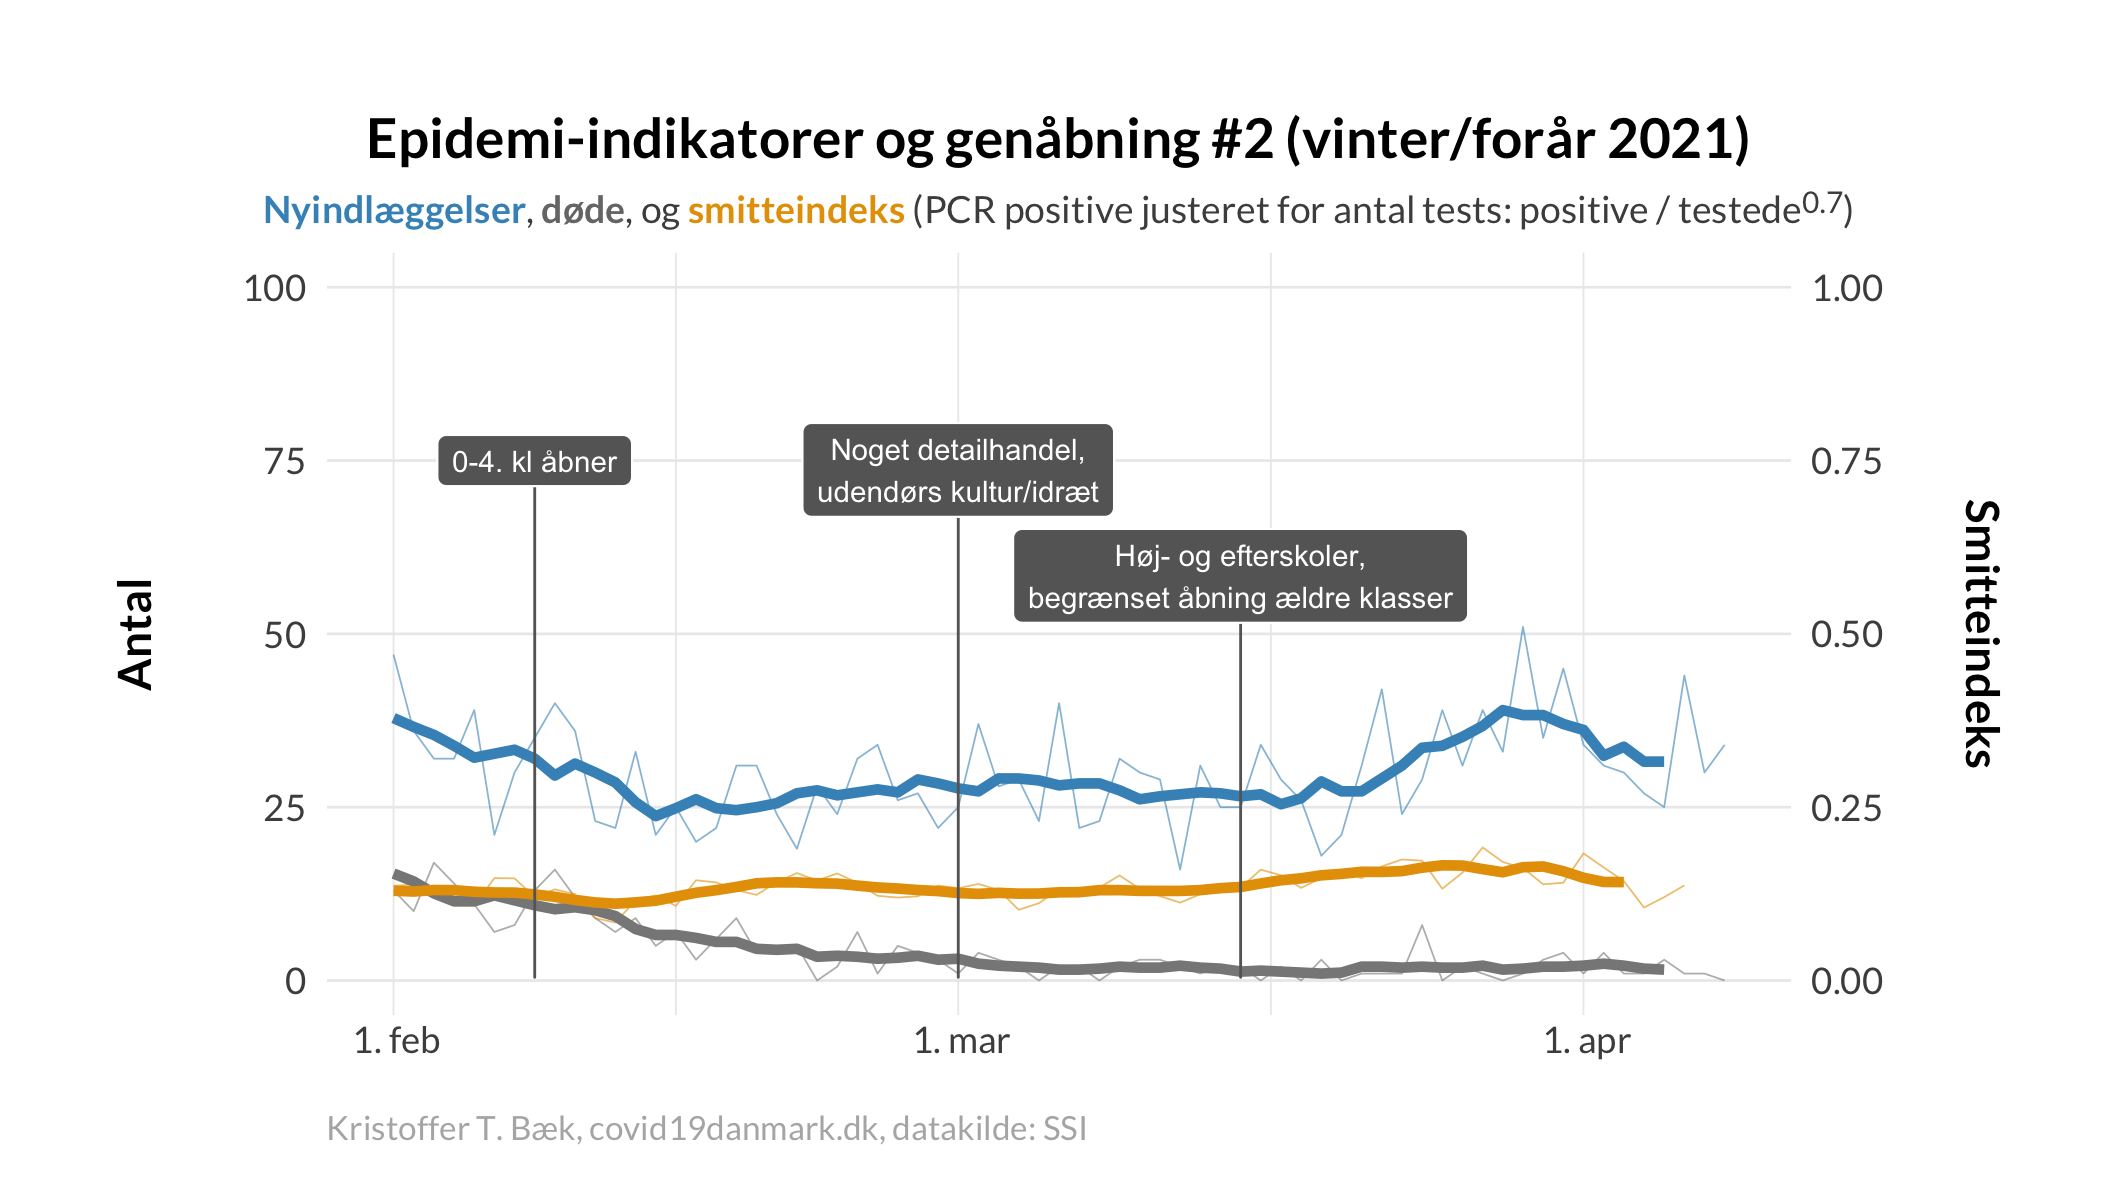 Epidemi-indikatorer og genåbning #2 (vinter/forår 2021)
Nyindlæggelser, døde, og smitteindeks (PCR positive justeret for antal tests: positive / testede⁰·⁷)
100
75
50
25
0
Antal
1.00
0.75
0.50
0.25
0.00
Smitteindeks
0-4. kl åbner
Noget detailhandel,
udendørs kultur/idræt
Høj- og efterskoler,
begrænset åbning ældre klasser
1. feb
1. mar
1. apr
Kristoffer T. Bæk, covid19danmark.dk, datakilde: SSI